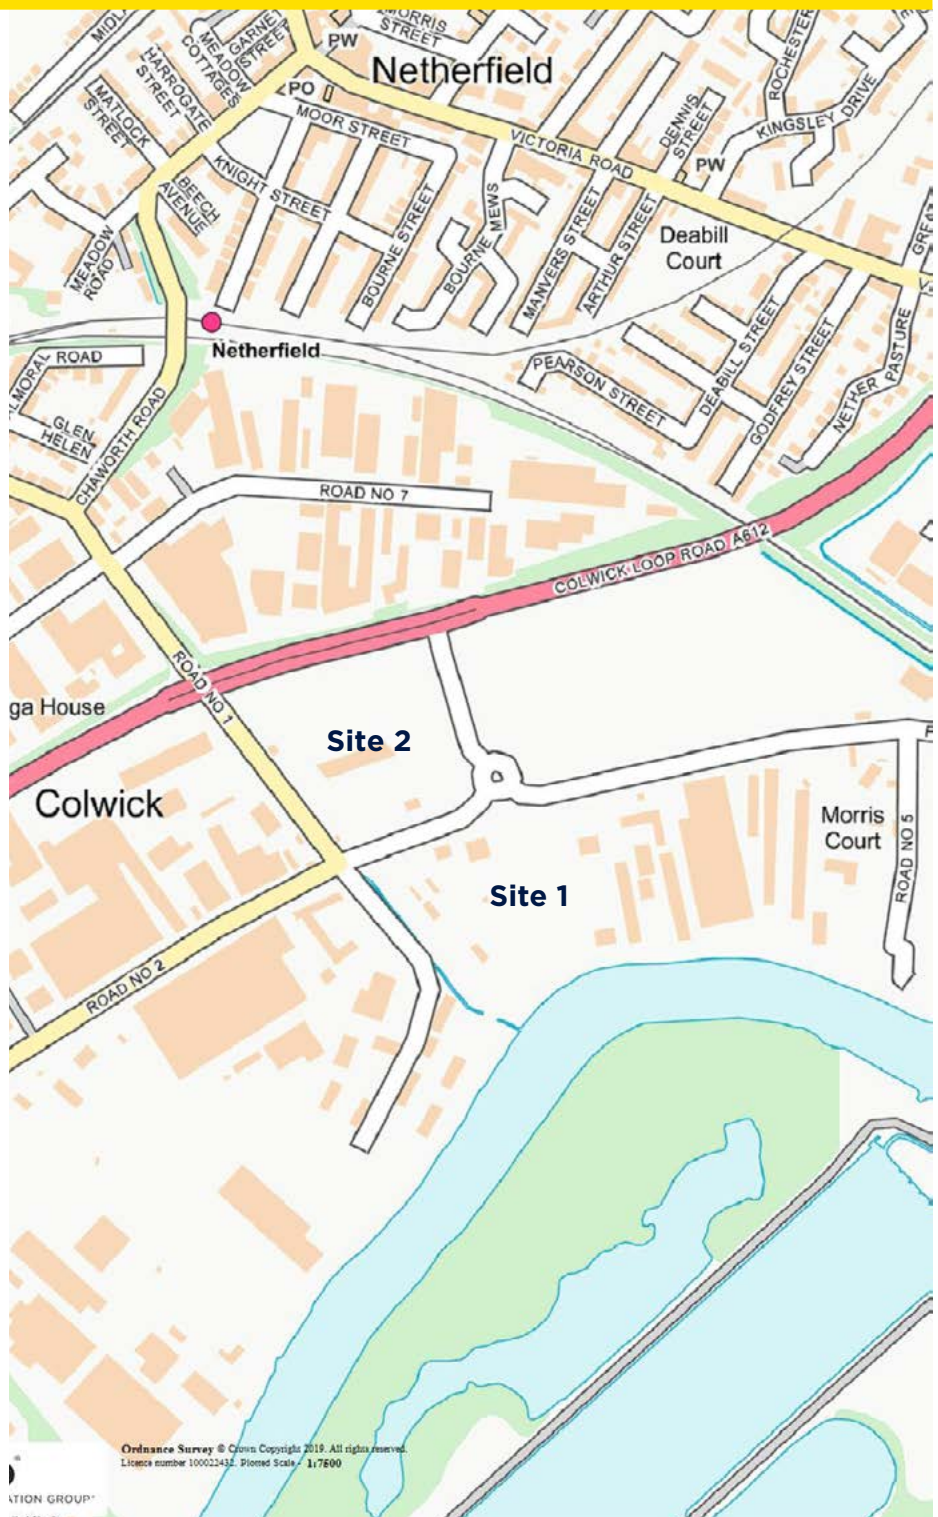 MIDL
MORRIS
STREET
GARNET
STREET
MEADOW
COTTAGES
HARROGATE
STREET
MATLOCK
STREET
PW
Netherfield
ROCHESTER
KINGSLEY DRIVE
PO
MOOR STREET
VICTORIA ROAD
DENNIS
STREET
PW
KNIGHT STREET
BEECH
AVENUE
MEADOW
ROAD
BOURNE STREET
BOURNE MEWS
MANVERS STREET
ARTHUR STREET
Deabill
Court
Netherfield
ROAD
GLEN
HELEN
CHAWORTH ROAD
PEARSON STREET
DEABILL STREET
GODFREY STREET
NETHER PASTURE
ROAD NO 7
COLWICK LOOP ROAD A612
ROAD NO 1
ga House
Site 2
Colwick
Morris
Court
ROAD NO 5
Site 1
ROAD NO 2
Ordnance Survey © Crown Copyright 2019. All rights reserved.
Licence number 100022432. Plotted Scale - 1:7500
ATION GROUP